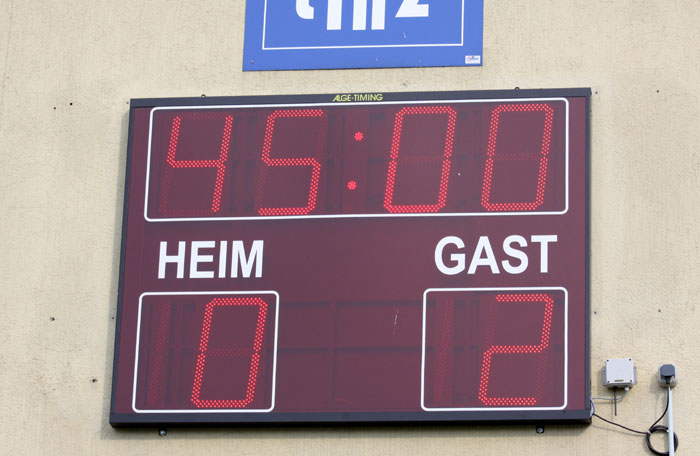 ALGE-TIMING
45:00
HEIM GAST
0 2